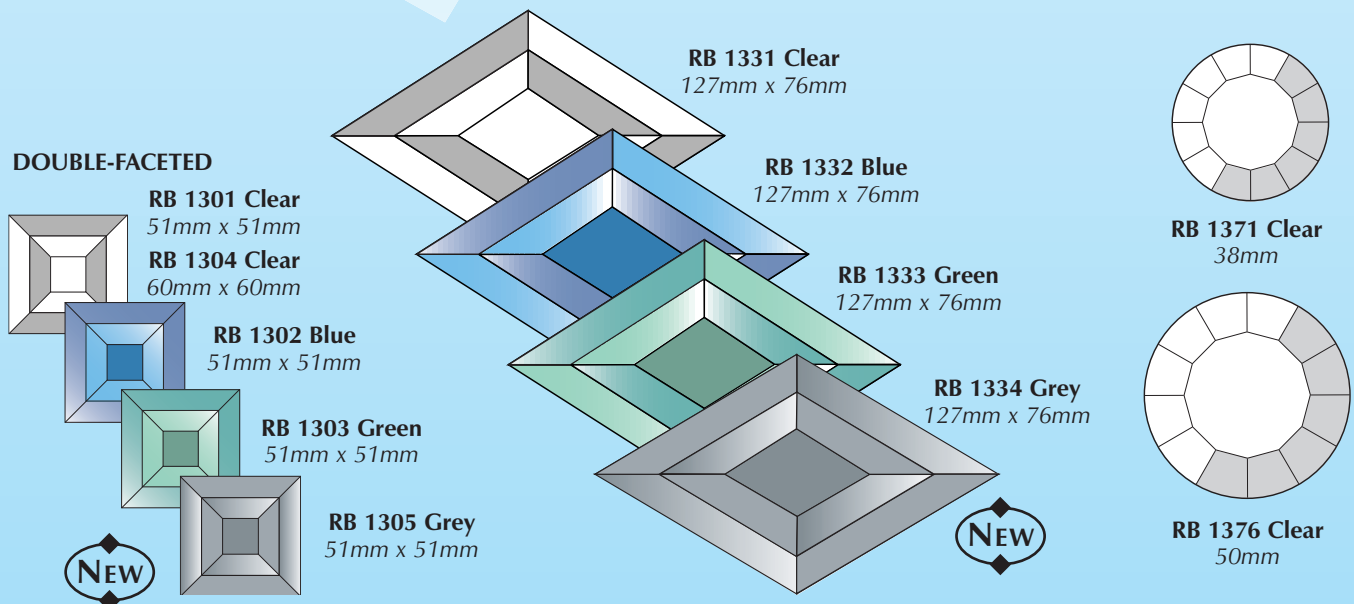 DOUBLE-FACETED
RB 1301 Clear
51mm x 51mm
RB 1304 Clear
60mm x 60mm
RB 1302 Blue
51mm x 51mm
RB 1303 Green
51mm x 51mm
RB 1305 Grey
51mm x 51mm
NEW
RB 1331 Clear
127mm x 76mm
RB 1332 Blue
127mm x 76mm
RB 1333 Green
127mm x 76mm
RB 1334 Grey
127mm x 76mm
NEW
RB 1371 Clear
38mm
RB 1376 Clear
50mm